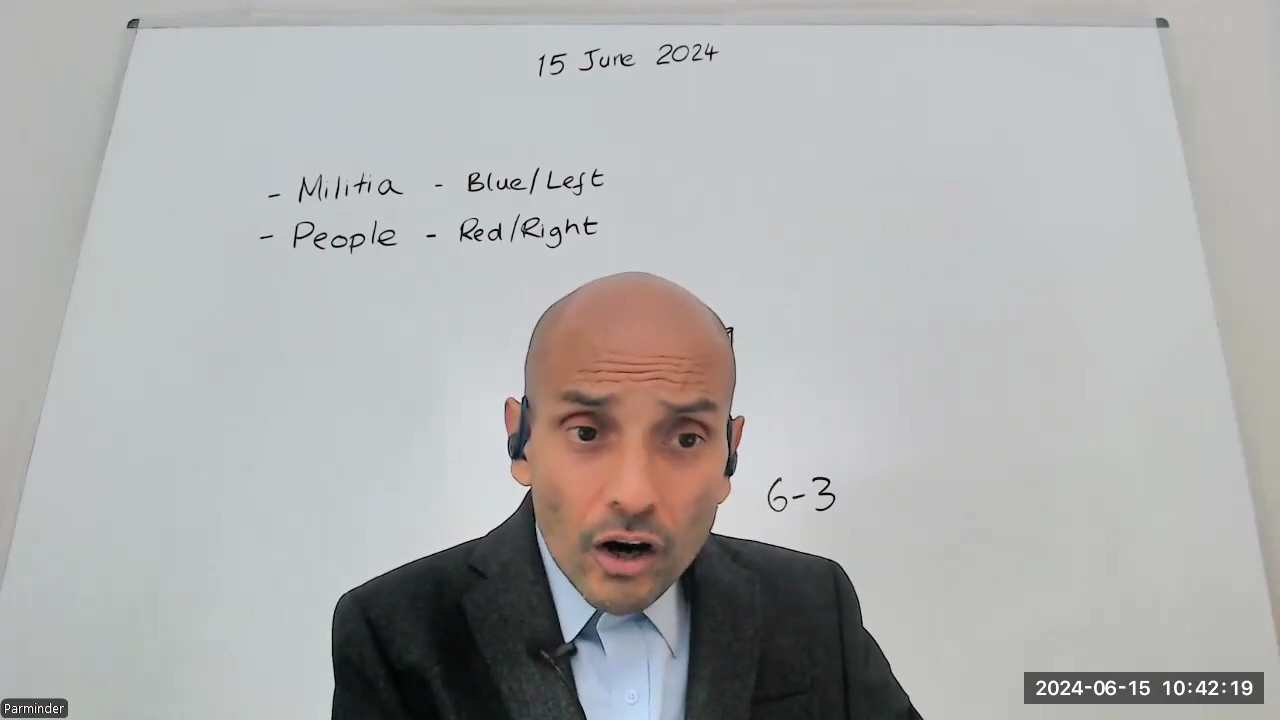 15 June 2024
- Militia - Blue/Left
- People - Red/Right
6-3
Parminder
2024-06-15 10:42:19